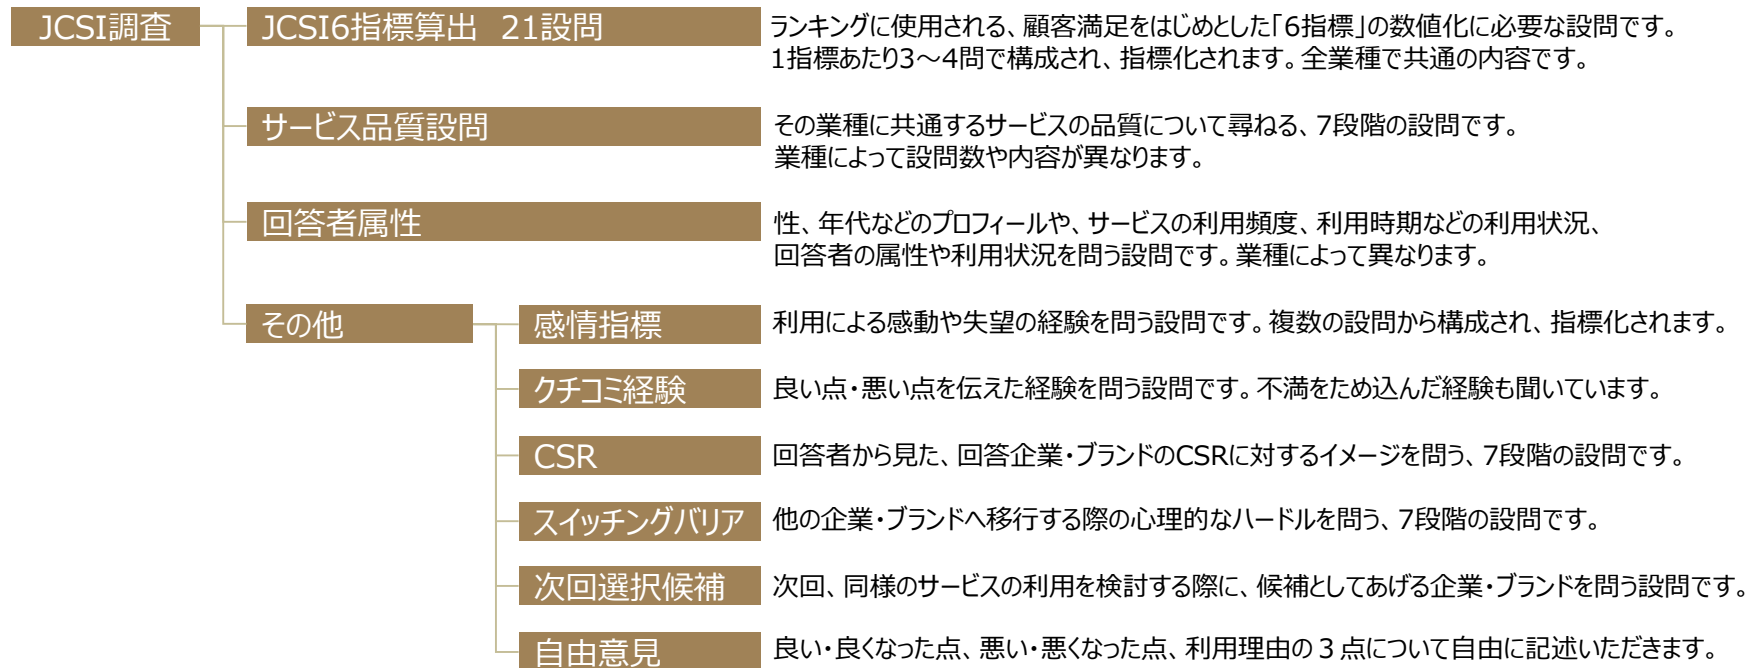 JCSI調査
JCSI6指標算出 21設問
ランキングに使用される、顧客満足をはじめとした「6指標」の数値化に必要な設問です。
1指標あたり3～4問で構成され、指標化されます。全業種で共通の内容です。
サービス品質設問
その業種に共通するサービスの品質について尋ねる、7段階の設問です。
業種によって設問数や内容が異なります。
回答者属性
性、年代などのプロフィールや、サービスの利用頻度、利用時期などの利用状況、
回答者の属性や利用状況を問う設問です。業種によって異なります。
その他
感情指標
利用による感動や失望の経験を問う設問です。複数の設問から構成され、指標化されます。
クチコミ経験
良い点・悪い点を伝えた経験を問う設問です。不満をため込んだ経験も聞いています。
CSR
回答者から見た、回答企業・ブランドのCSRに対するイメージを問う、7段階の設問です。
スイッチングバリア
他の企業・ブランドへ移行する際の心理的なハードルを問う、7段階の設問です。
次回選択候補
次回、同様のサービスの利用を検討する際に、候補としてあげる企業・ブランドを問う設問です。
自由意見
良い・良くなった点、悪い・悪くなった点、利用理由の３点について自由に記述いただきます。